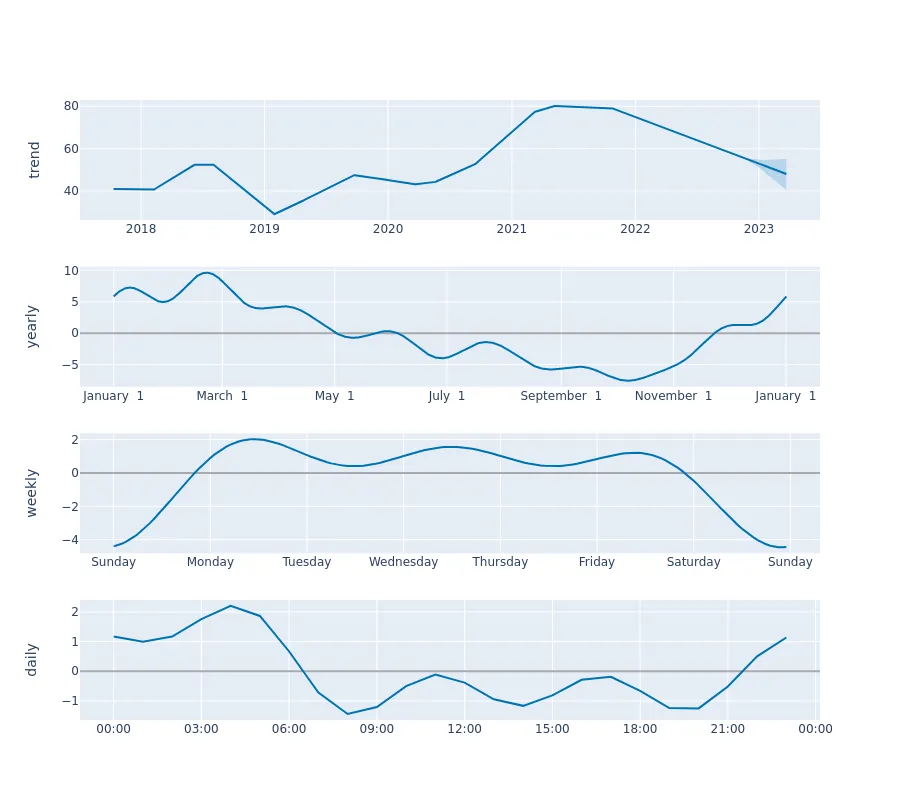 trend
80
60
40
2018 2019 2020 2021 2022 2023
yearly
10
5
0
−5
January 1 March 1 May 1 July 1 September 1 November 1 January 1
weekly
2
0
−2
−4
Sunday Monday Tuesday Wednesday Thursday Friday Saturday Sunday
daily
2
1
0
−1
00:00 03:00 06:00 09:00 12:00 15:00 18:00 21:00 00:00